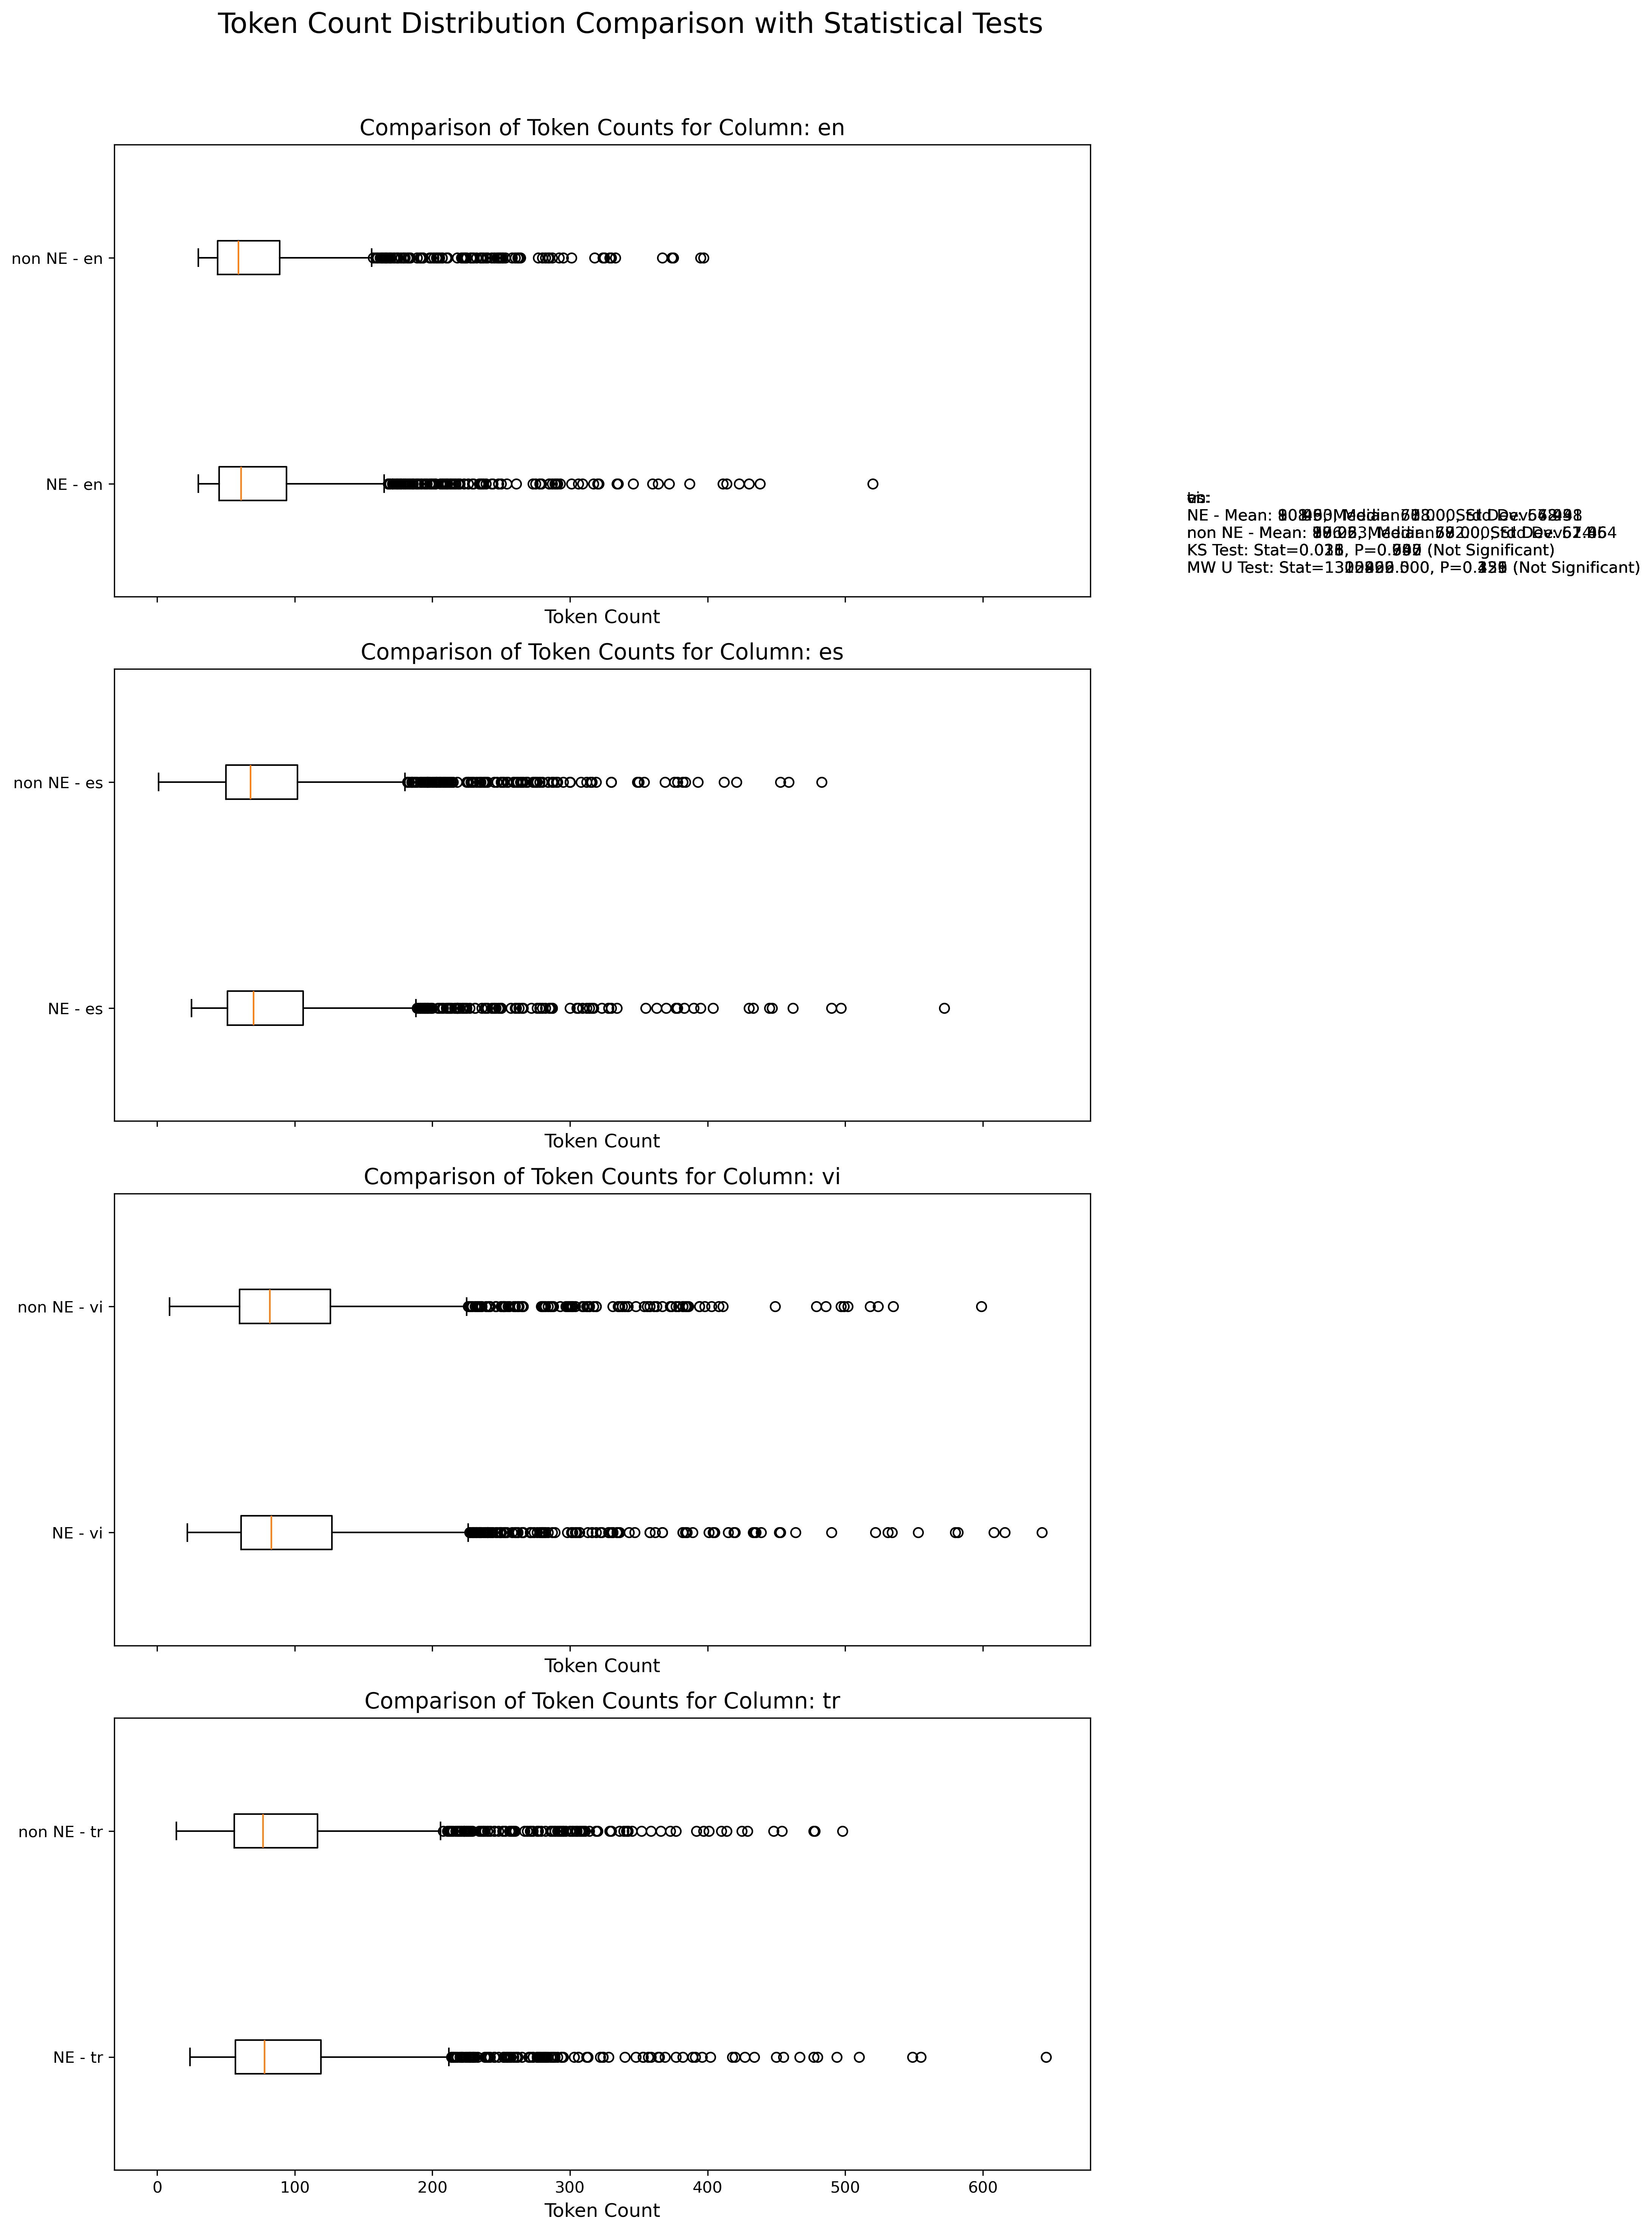 Token Count Distribution Comparison with Statistical Tests
Comparison of Token Counts for Column: en
non NE - en
NE - en
Token Count
NE - Mean:
non NE - Mean:
KS Test: (Not Significant)
MW U Test: (Not Significant)
Comparison of Token Counts for Column: es
non NE - es
NE - es
Token Count
Comparison of Token Counts for Column: vi
non NE - vi
NE - vi
Token Count
Comparison of Token Counts for Column: tr
non NE - tr
NE - tr
0 100 200 300 400 500 600
Token Count